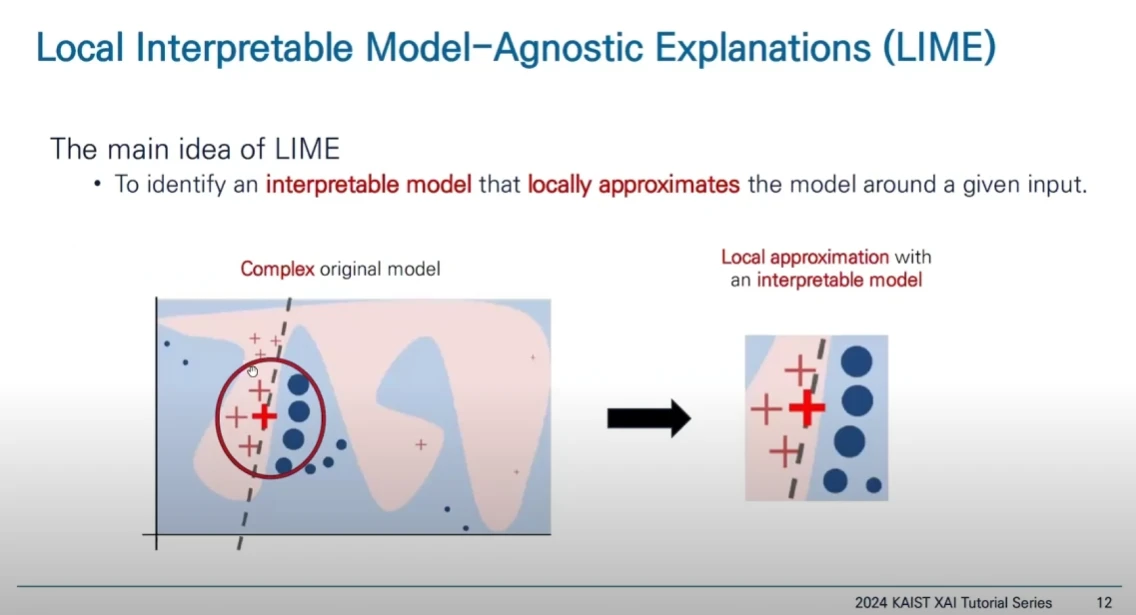 Local Interpretable Model-Agnostic Explanations (LIME)
The main idea of LIME
• To identify an interpretable model that locally approximates the model around a given input.
Complex original model
Local approximation with
an interpretable model
2024 KAIST XAI Tutorial Series
12